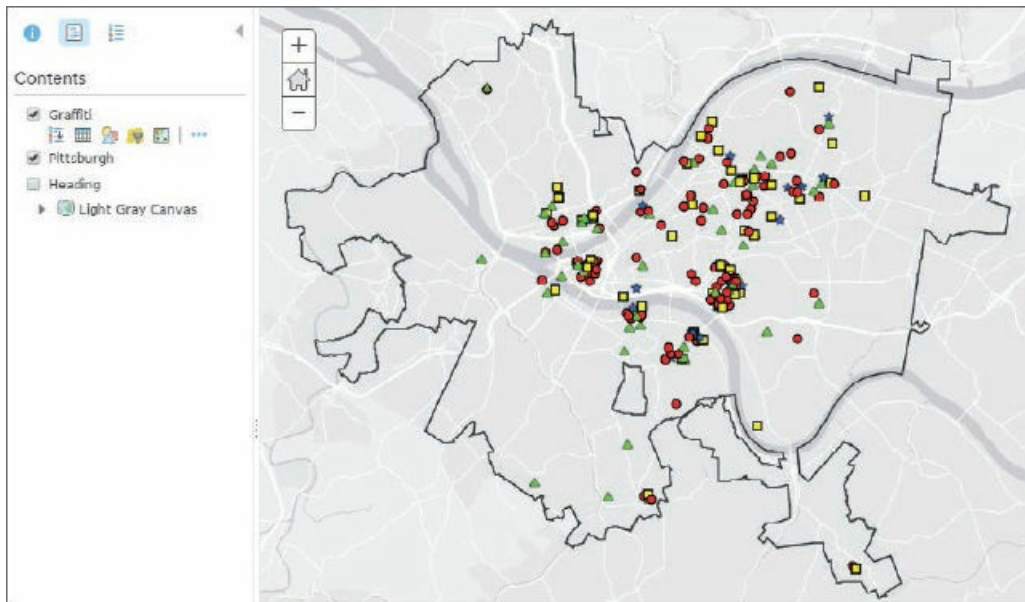 Contents
Graffiti
Pittsburgh
Heading
Light Gray Canvas